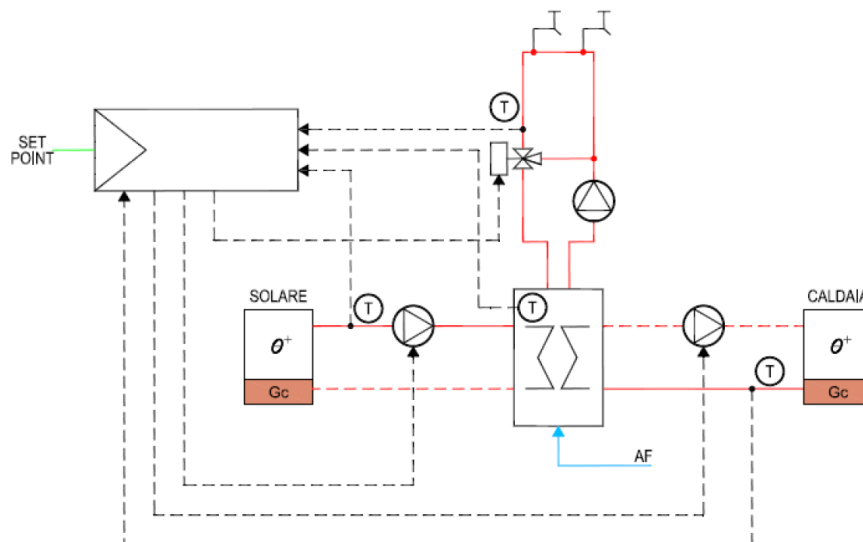 T
SET
POINT
SOLARE
T
T
CALDAIA
θ+
θ+
T
Gc
Gc
AF